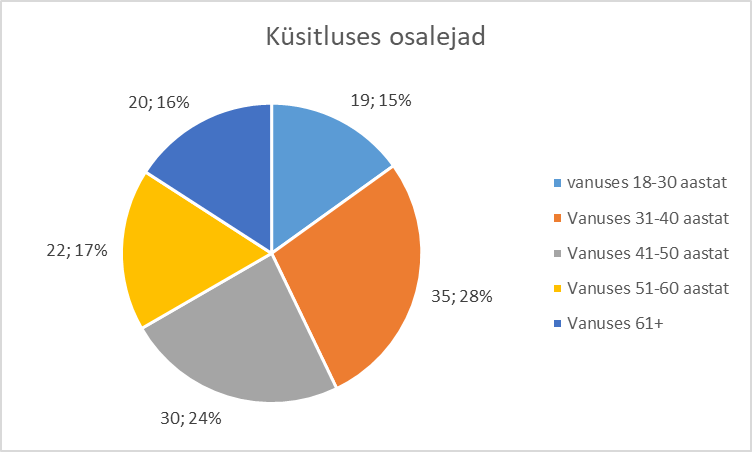 Küsitluses osalejad
20; 16%
19; 15%
22; 17%
35; 28%
30; 24%
vanuses 18-30 aastat
Vanuses 31-40 aastat
Vanuses 41-50 aastat
Vanuses 51-60 aastat
Vanuses 61+